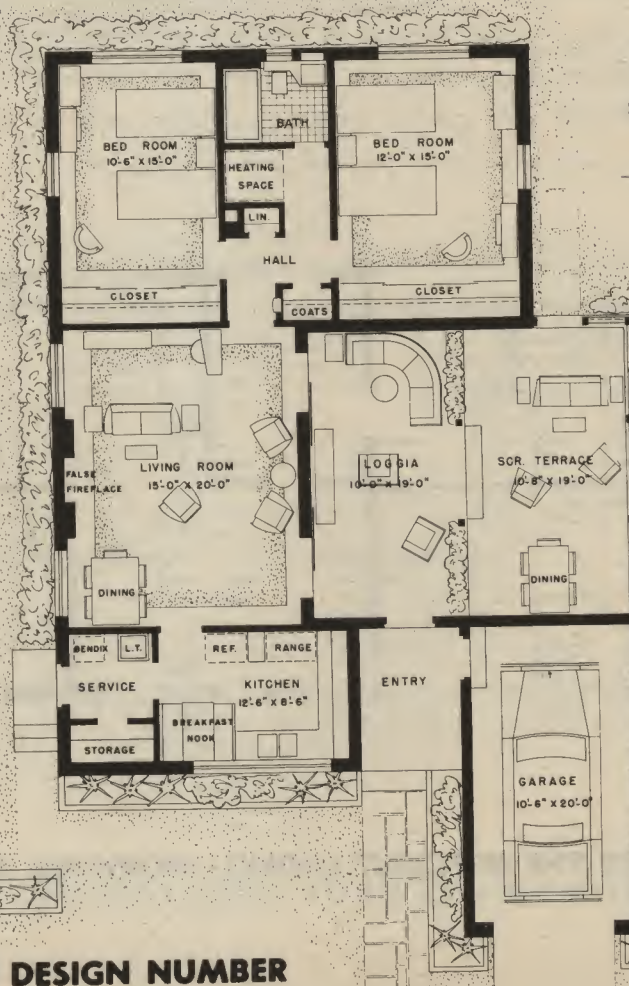 BED ROOM
10'-6" X 15'-0"
BATH
BED ROOM
12'-0" X 15'-0"
HEATING
SPACE
LIN.
HALL
CLOSET
COATS
CLOSET
FALSE
FIREPLACE
LIVING ROOM
15'-0" X 20'-0"
LOGGIA
10'-0" X 19'-0"
SCR. TERRACE
10'-8" X 19'-0"
DINING
DINING
BENDIX
L.T.
REF.
RANGE
SERVICE
KITCHEN
12'-6" X 8'-6"
ENTRY
BREAKFAST
NOOK
STORAGE
GARAGE
10'-6" X 20'-0"
DESIGN NUMBER